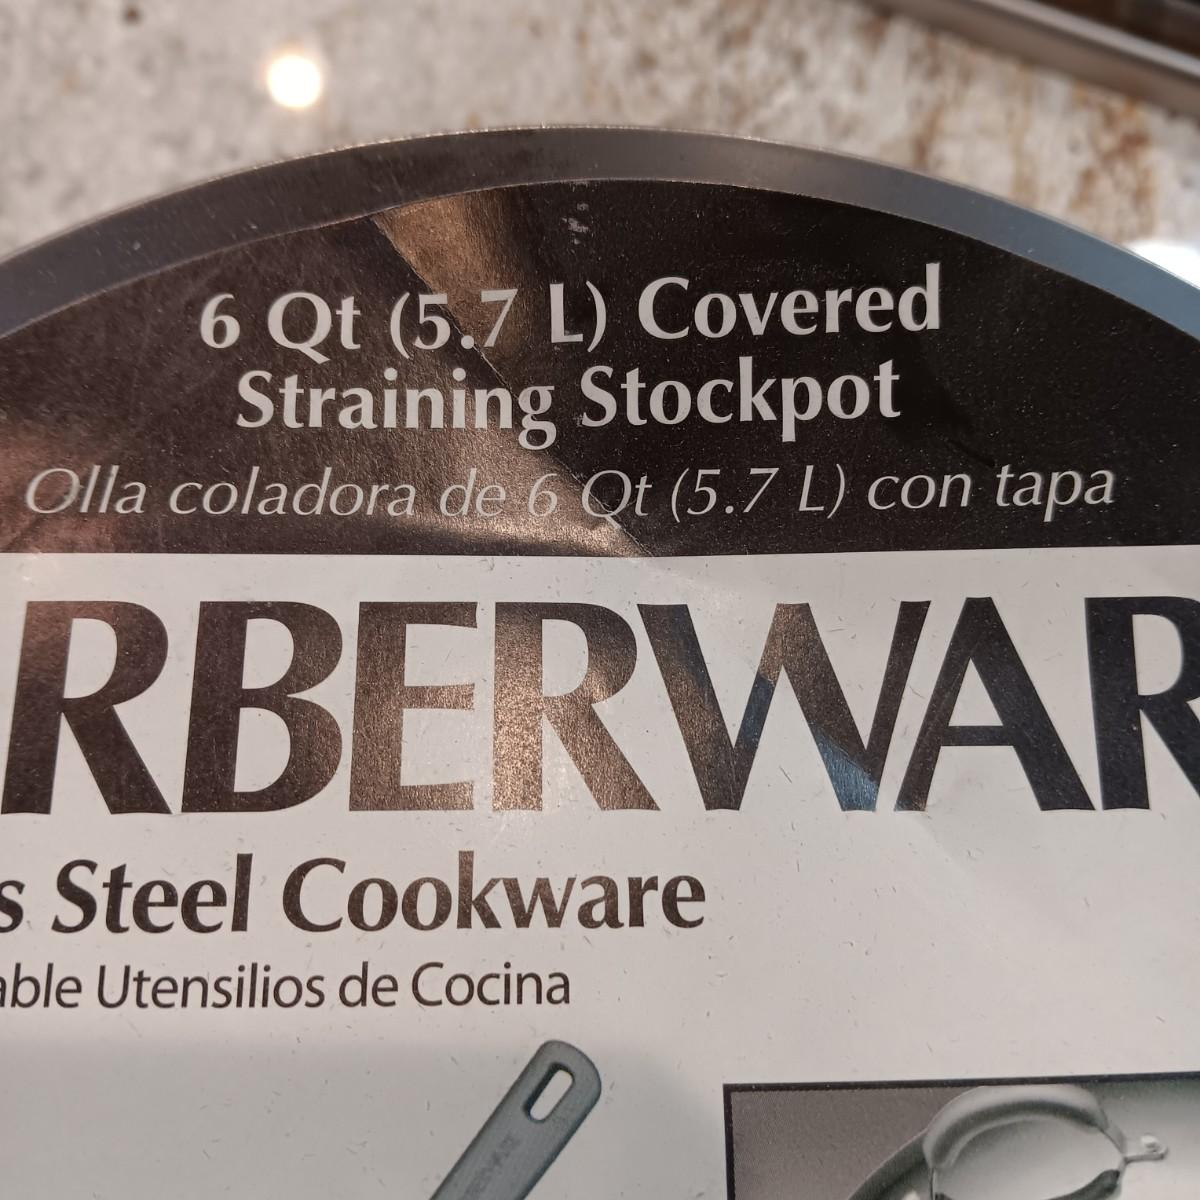 6 Qt (5.7 L) Covered
Straining Stockpot
Olla coladora de 6 Qt (5.7 L) con tapa
RBERWAR
s Steel Cookware
able Utensilios de Cocina